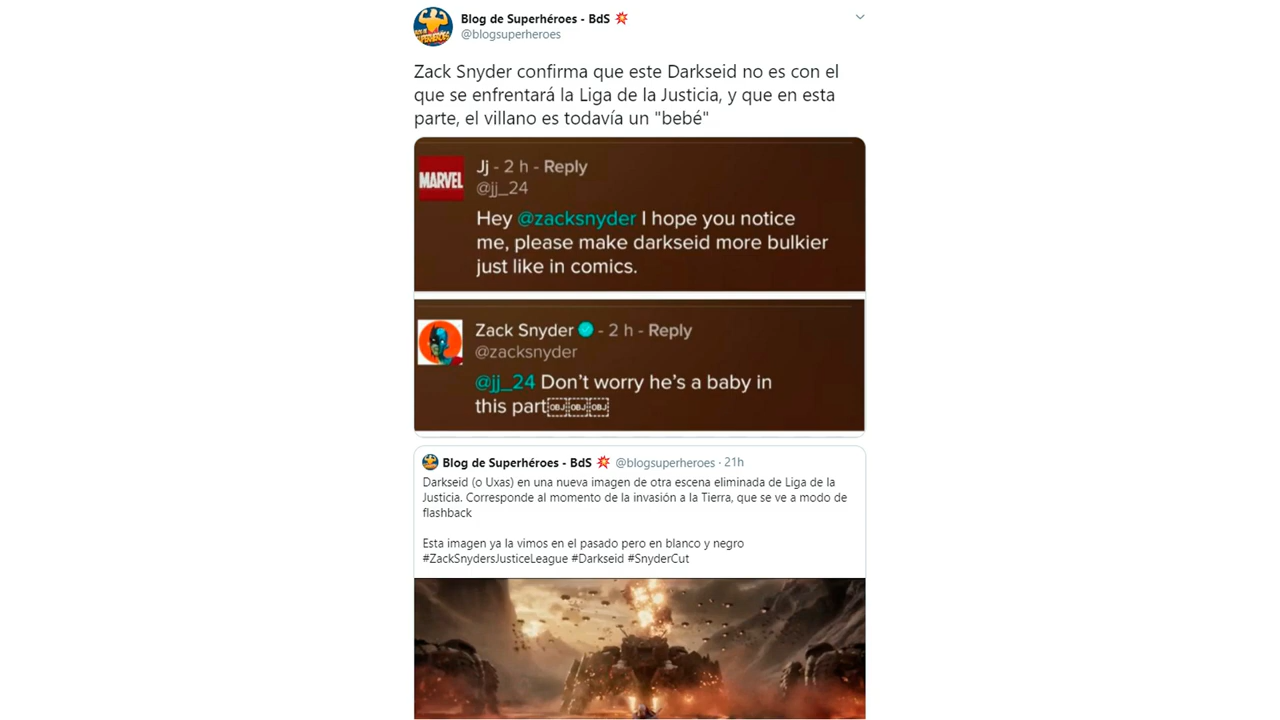 Blog de Superhéroes - BdS
@blogsuperheroes
Zack Snyder confirma que este Darkseid no es con el
que se enfrentará la Liga de la Justicia, y que en esta
parte, el villano es todavía un "bebé"
MARVEL
Jj - 2 h - Reply
@jj_24
Hey @zacksnyder I hope you notice
me, please make darkseid more bulkier
just like in comics.
Zack Snyder - 2 h - Reply
@zacksnyder
@jj_24 Don't worry he's a baby in
this part
Blog de Superhéroes - BdS @blogsuperheroes · 21h
Darkseid (o Uxas) en una nueva imagen de otra escena eliminada de Liga de la
Justicia. Corresponde al momento de la invasión a la Tierra, que se ve a modo de
flashback
Esta imagen ya la vimos en el pasado pero en blanco y negro
#ZackSnydersJusticeLeague #Darkseid #SnyderCut